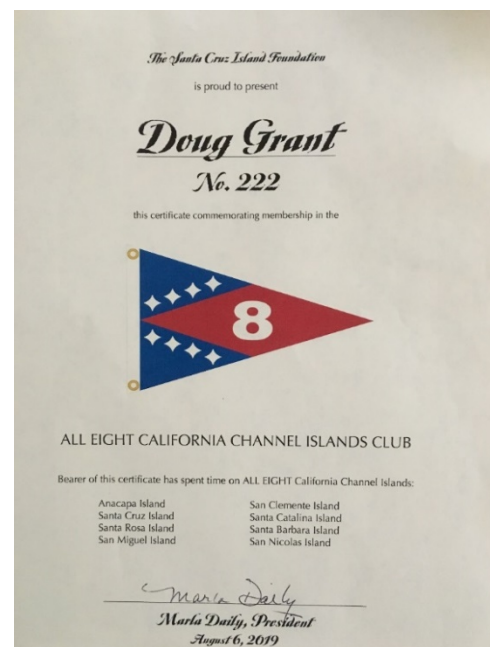 The Santa Cruz Island Foundation
is proud to present
Doug Grant
No. 222
this certificate commemorating membership in the
8
ALL EIGHT CALIFORNIA CHANNEL ISLANDS CLUB
Bearer of this certificate has spent time on ALL EIGHT California Channel Islands:
Anacapa Island
Santa Cruz Island
Santa Rosa Island
San Miguel Island
San Clemente Island
Santa Catalina Island
Santa Barbara Island
San Nicolas Island
Marla Daily
Marla Daily, President
August 6, 2019